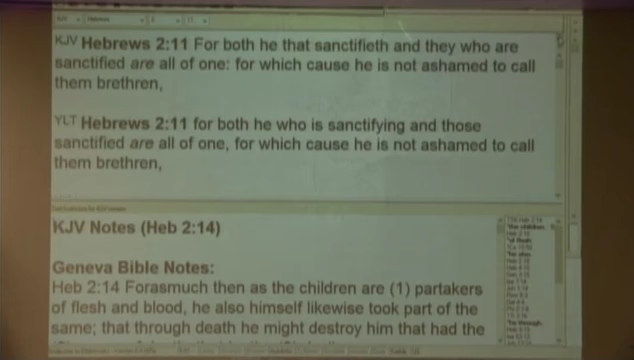 KJV Hebrews 2:11 For both he that sanctifieth and they who are
sanctified are all of one: for which cause he is not ashamed to call
them brethren,
YLT Hebrews 2:11 for both he who is sanctifying and those
sanctified are all of one, for which cause he is not ashamed to call
them brethren,
KJV Notes (Heb 2:14)
Geneva Bible Notes:
Heb 2:14 Forasmuch then as the children are (1) partakers
of flesh and blood, he also himself likewise took part of the
same; that through death he might destroy him that had the